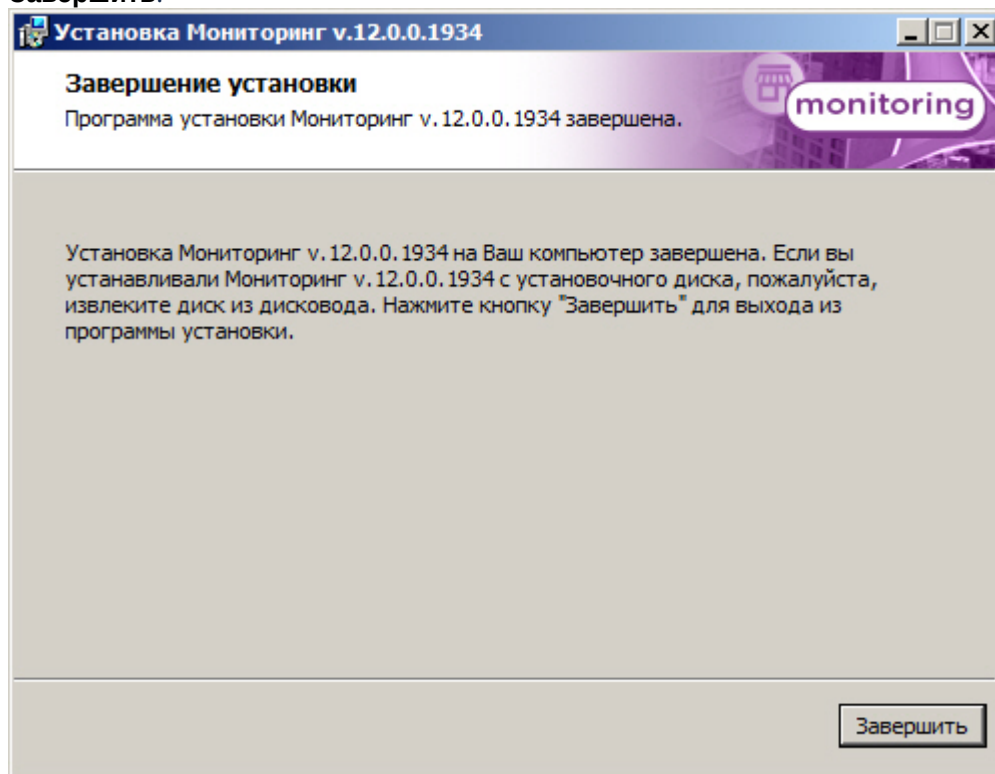 Завершить.
Установка Мониторинг v.12.0.0.1934
Завершение установки
Программа установки Мониторинг v.12.0.0.1934 завершена.
monitoring
Установка Мониторинг v.12.0.0.1934 на Ваш компьютер завершена. Если вы
устанавливали Мониторинг v.12.0.0.1934 с установочного диска, пожалуйста,
извлеките диск из дисковода. Нажмите кнопку "Завершить" для выхода из
программы установки.
Завершить